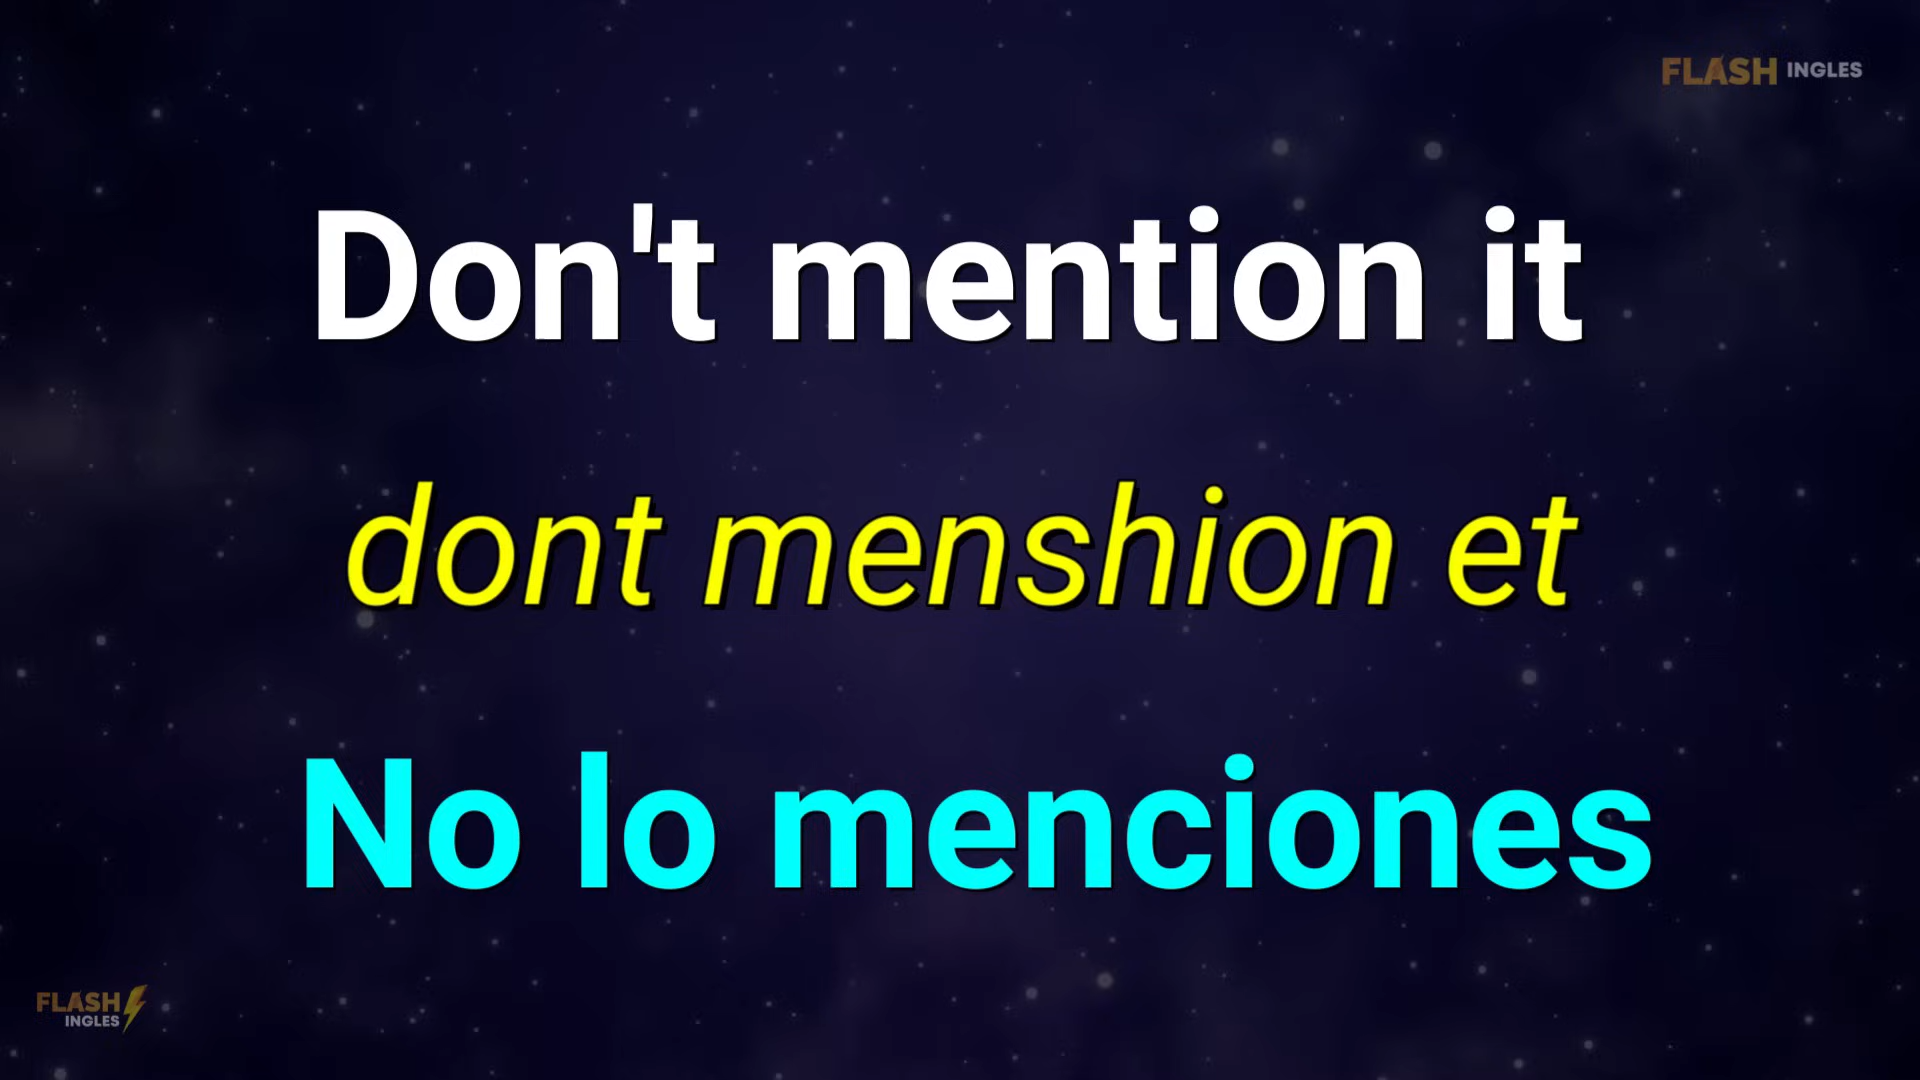 FLASH INGLES
Don't mention it
dont menshion et
No lo menciones
FLASH
INGLES